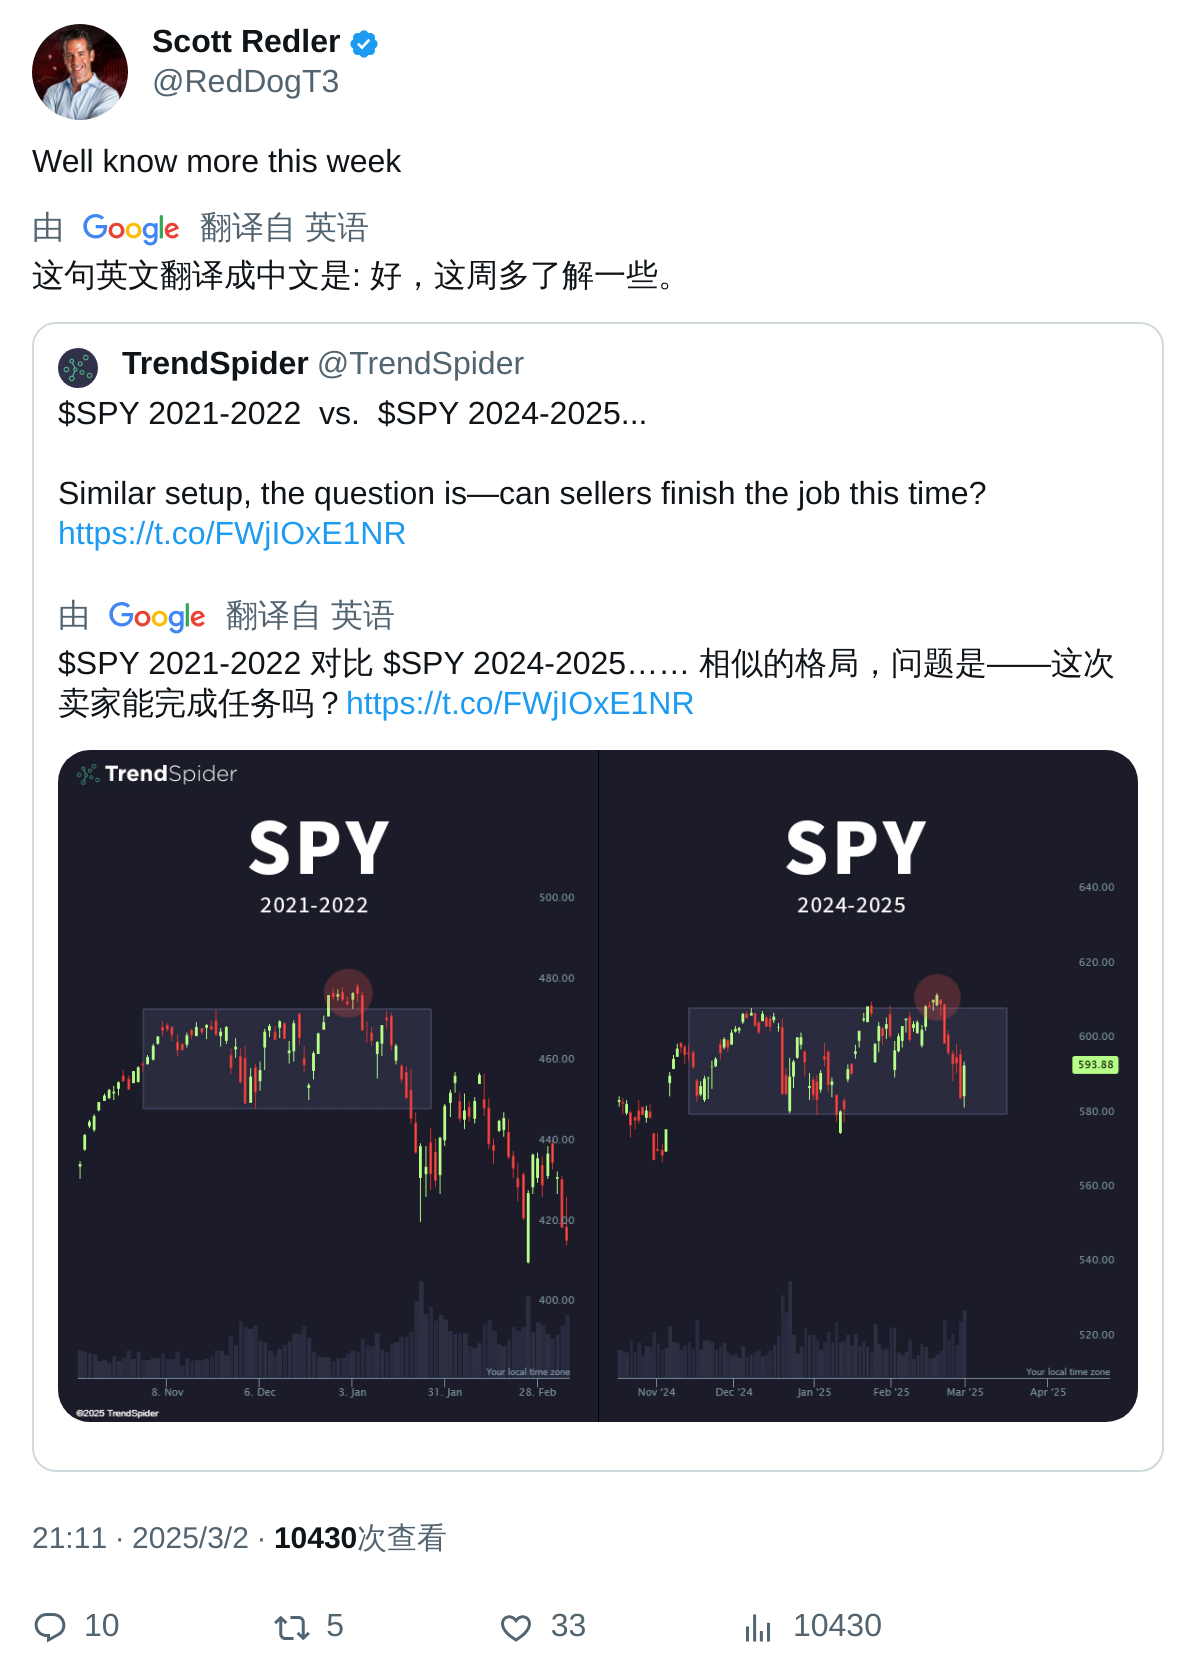 Scott Redler
@RedDogT3
Well know more this week
由 Google 翻译自 英语
这句英文翻译成中文是: 好，这周多了解一些。
TrendSpider @TrendSpider
$SPY 2021-2022 vs. $SPY 2024-2025...
Similar setup, the question is—can sellers finish the job this time?
https://t.co/FWjIOxE1NR
由 Google 翻译自 英语
$SPY 2021-2022 对比 $SPY 2024-2025…… 相似的格局，问题是——这次
卖家能完成任务吗？https://t.co/FWjIOxE1NR
TrendSpider
SPY
2021-2022
500.00
480.00
460.00
440.00
420.00
400.00
Your local time zone
8. Nov 6. Dec 3. Jan 31. Jan 28. Feb
©2025 TrendSpider
SPY
2024-2025
640.00
620.00
600.00
593.88
580.00
560.00
540.00
520.00
Your local time zone
Nov '24 Dec '24 Jan '25 Feb '25 Mar '25 Apr '25
21:11 · 2025/3/2 · 10430次查看
10 5 33 10430